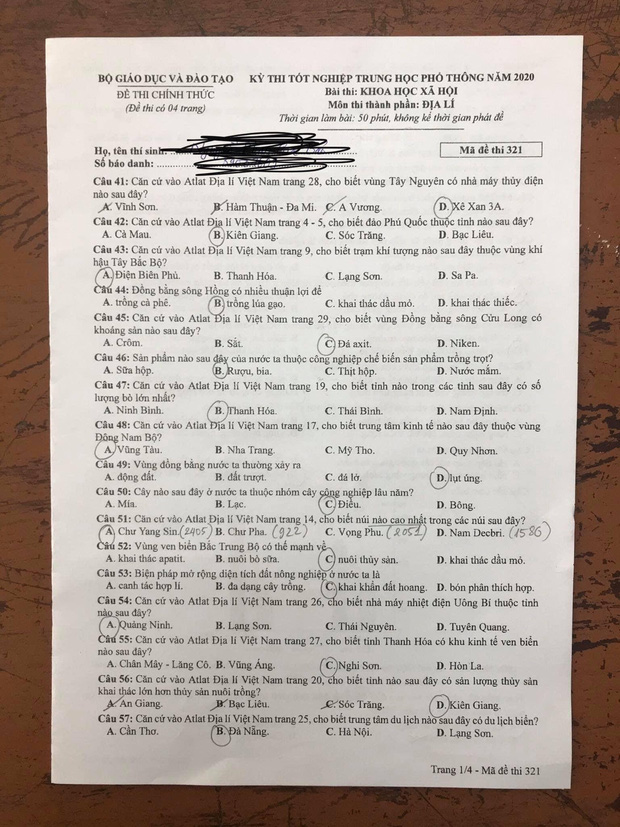 BỘ GIÁO DỤC VÀ ĐÀO TẠO KỲ THI TỐT NGHIỆP TRUNG HỌC PHỔ THÔNG NĂM 2020
ĐỀ THI CHÍNH THỨC Bài thi: KHOA HỌC XÃ HỘI
(Đề thi có 04 trang) Môn thi thành phần: ĐỊA LÍ
Thời gian làm bài: 50 phút, không kể thời gian phát đề
Họ, tên thí sinh:
Số báo danh: Mã đề thi 321
Câu 41: Căn cứ vào Atlat Địa lí Việt Nam trang 28, cho biết vùng Tây Nguyên có nhà máy thủy điện
nào sau đây?
A. Vĩnh Sơn. B. Hàm Thuận - Đa Mi. C. A Vương. D. Xê Xan 3A.
Câu 42: Căn cứ vào Atlat Địa lí Việt Nam trang 4 - 5, cho biết đảo Phú Quốc thuộc tỉnh nào sau đây?
A. Cà Mau. B. Kiên Giang. C. Sóc Trăng. D. Bạc Liêu.
Câu 43: Căn cứ vào Atlat Địa lí Việt Nam trang 9, cho biết trạm khí tượng nào sau đây thuộc vùng khí
hậu Tây Bắc Bộ?
A. Điện Biên Phủ. B. Thanh Hóa. C. Lạng Sơn. D. Sa Pa.
Câu 44: Đồng bằng sông Hồng có nhiều thuận lợi để
A. trồng cà phê. B. trồng lúa gạo. C. khai thác dầu mỏ. D. khai thác thiếc.
Câu 45: Căn cứ vào Atlat Địa lí Việt Nam trang 29, cho biết vùng Đồng bằng sông Cửu Long có
khoáng sản nào sau đây?
A. Crôm. B. Sắt. C. Đá axit. D. Niken.
Câu 46: Sản phẩm nào sau đây của nước ta thuộc công nghiệp chế biến sản phẩm trồng trọt?
A. Sữa hộp. B. Rượu, bia. C. Thịt hộp. D. Nước mắm.
Câu 47: Căn cứ vào Atlat Địa lí Việt Nam trang 19, cho biết tỉnh nào trong các tỉnh sau đây có số
lượng bò lớn nhất?
A. Ninh Bình. B. Thanh Hóa. C. Thái Bình. D. Nam Định.
Câu 48: Căn cứ vào Atlat Địa lí Việt Nam trang 17, cho biết trung tâm kinh tế nào sau đây thuộc vùng
Đông Nam Bộ?
A. Vũng Tàu. B. Nha Trang. C. Mỹ Tho. D. Quy Nhơn.
Câu 49: Vùng đồng bằng nước ta thường xảy ra
A. động đất. B. đất trượt. C. đá lở. D. lụt úng.
Câu 50: Cây nào sau đây ở nước ta thuộc nhóm cây công nghiệp lâu năm?
A. Mía. B. Lạc. C. Điều. D. Bông.
Câu 51: Căn cứ vào Atlat Địa lí Việt Nam trang 14, cho biết núi nào cao nhất trong các núi sau đây?
A. Chư Yang Sin. (2405) B. Chư Pha. (922) C. Vọng Phu. (2051) D. Nam Decbri. (1586)
Câu 52: Vùng ven biển Bắc Trung Bộ có thế mạnh về
A. khai thác apatit. B. nuôi bò sữa. C. nuôi thủy sản. D. khai thác dầu mỏ.
Câu 53: Biện pháp mở rộng diện tích đất nông nghiệp ở nước ta là
A. canh tác hợp lí. B. đa dạng cây trồng. C. khai khẩn đất hoang. D. bón phân thích hợp.
Câu 54: Căn cứ vào Atlat Địa lí Việt Nam trang 26, cho biết nhà máy nhiệt điện Uông Bí thuộc tỉnh
nào sau đây?
A. Quảng Ninh. B. Lạng Sơn. C. Thái Nguyên. D. Tuyên Quang.
Câu 55: Căn cứ vào Atlat Địa lí Việt Nam trang 27, cho biết tỉnh Thanh Hóa có khu kinh tế ven biển
nào sau đây?
A. Chân Mây - Lăng Cô. B. Vũng Áng. C. Nghi Sơn. D. Hòn La.
Câu 56: Căn cứ vào Atlat Địa lí Việt Nam trang 20, cho biết tỉnh nào sau đây có sản lượng thủy sản
khai thác lớn hơn thủy sản nuôi trồng?
A. An Giang. B. Bạc Liêu. C. Sóc Trăng. D. Kiên Giang.
Câu 57: Căn cứ vào Atlat Địa lí Việt Nam trang 25, cho biết trung tâm du lịch nào sau đây có du lịch biển?
A. Cần Thơ. B. Đà Nẵng. C. Hà Nội. D. Lạng Sơn.
Trang 1/4 - Mã đề thi 321